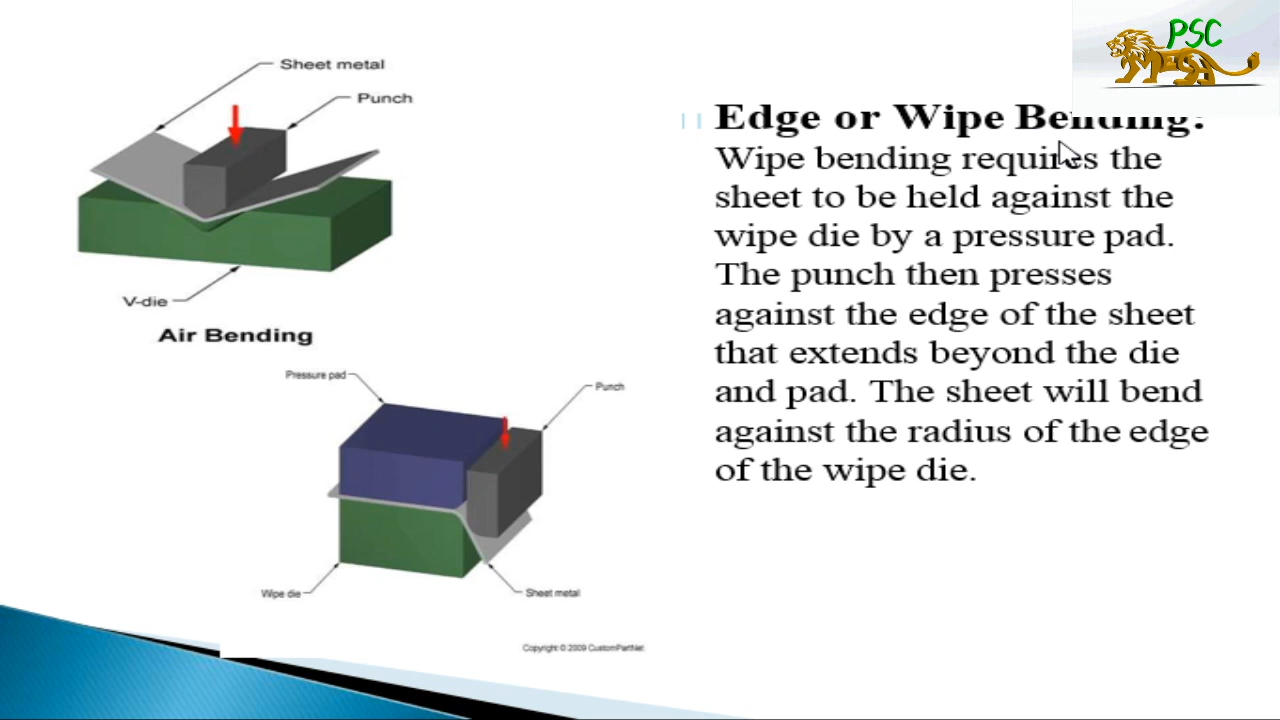 PSC
Sheet metal
Punch
V-die
Air Bending
Pressure pad
Punch
Wipe die
Sheet metal
Copyright © 2009 CustomPartNet
Edge or Wipe Bending:
Wipe bending requires the
sheet to be held against the
wipe die by a pressure pad.
The punch then presses
against the edge of the sheet
that extends beyond the die
and pad. The sheet will bend
against the radius of the edge
of the wipe die.